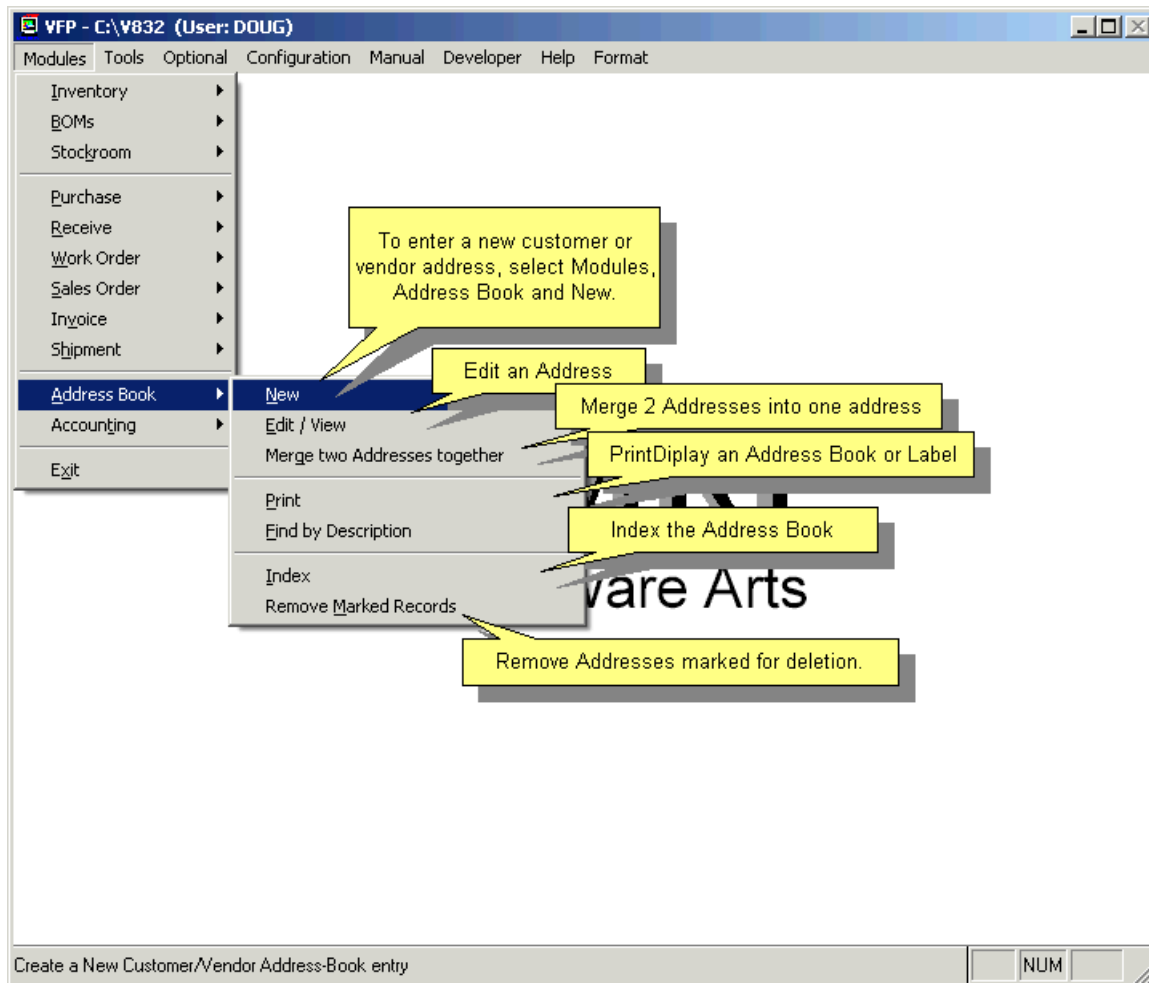 VFP - C:\V832 (User: DOUG)
Modules Tools Optional Configuration Manual Developer Help Format
Inventory
BOMs
Stockroom
Purchase
Receive
Work Order
Sales Order
Invoice
Shipment
Address Book
Accounting
Exit
To enter a new customer or
vendor address, select Modules,
Address Book and New.
New
Edit an Address
Edit / View
Merge 2 Addresses into one address
Merge two Addresses together
PrintDiplay an Address Book or Label
Print
Find by Description
Index the Address Book
Index
ware Arts
Remove Marked Records
Remove Addresses marked for deletion.
Create a New Customer/Vendor Address-Book entry
NUM